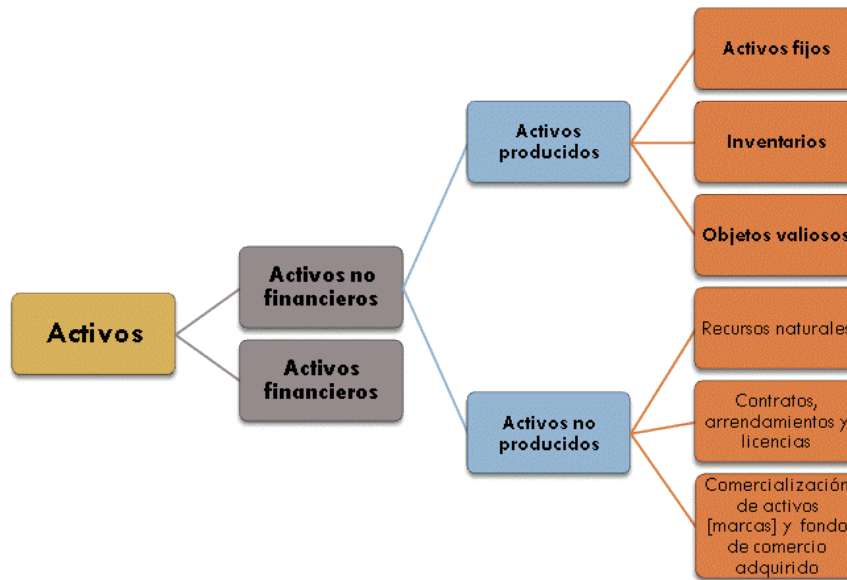 Activos
Activos no
financieros
Activos
financieros
Activos
producidos
Activos no
producidos
Activos fijos
Inventarios
Objetos valiosos
Recursos naturales
Contratos,
arrendamientos y
licencias
Comercialización
de activos
[marcas] y fondo
de comercio
adquirido